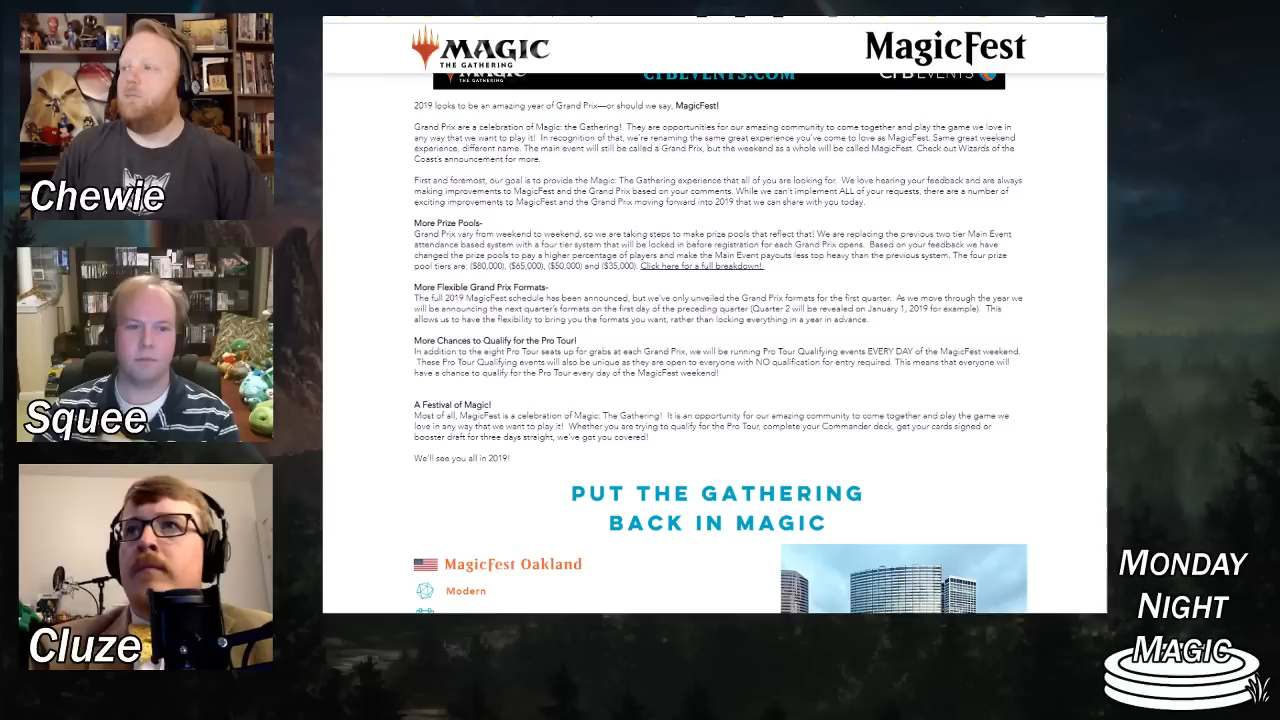 MAGIC
THE GATHERING
MagicFest
MAGIC
THE GATHERING
CFBEVENTS.COM
CFBEVENTS
2019 looks to be an amazing year of Grand Prix—or should we say, MagicFest!
Grand Prix are a celebration of Magic: the Gathering! They are opportunities for our amazing community to come together and play the game we love in
any way that we want to play it! In recognition of that, we're renaming the same great experience you've come to love as MagicFest. Same great weekend
experience, different name. The main event will still be called a Grand Prix, but the weekend as a whole will be called MagicFest. Check out Wizards of the
Coast's announcement for more.
First and foremost, our goal is to provide the Magic: The Gathering experience that all of you are looking for. We love hearing your feedback and are always
making improvements to MagicFest and the Grand Prix based on your comments. While we can't implement ALL of your requests, there are a number of
exciting improvements to MagicFest and the Grand Prix moving forward into 2019 that we can share with you today.
More Prize Pools-
Grand Prix vary from weekend to weekend, so we are taking steps to make prize pools that reflect that! We are replacing the previous two tier Main Event
attendance based system with a four tier system that will be locked in before registration for each Grand Prix opens. Based on your feedback we have
changed the prize pools to pay a higher percentage of players and make the Main Event payouts less top heavy than the previous system. The four prize
pool tiers are: ($80,000), ($65,000), ($50,000) and ($35,000). Click here for a full breakdown!
More Flexible Grand Prix Formats-
The full 2019 MagicFest schedule has been announced, but we've only unveiled the Grand Prix formats for the first quarter. As we move through the year we
will be announcing the next quarter's formats on the first day of the preceding quarter (Quarter 2 will be revealed on January 1, 2019 for example). This
allows us to have the flexibility to bring you the formats you want, rather than locking everything in a year in advance.
More Chances to Qualify for the Pro Tour!
In addition to the eight Pro Tour seats up for grabs at each Grand Prix, we will be running Pro Tour Qualifying events EVERY DAY of the MagicFest weekend.
These Pro Tour Qualifying events will also be unique as they are open to everyone with NO qualification for entry required. This means that everyone will
have a chance to qualify for the Pro Tour every day of the MagicFest weekend!
A Festival of Magic!
Most of all, MagicFest is a celebration of Magic: The Gathering! It is an opportunity for our amazing community to come together and play the game we
love in any way that we want to play it! Whether you are trying to qualify for the Pro Tour, complete your Commander deck, get your cards signed or
booster draft for three days straight, we've got you covered!
We'll see you all in 2019!
PUT THE GATHERING
BACK IN MAGIC
MagicFest Oakland
Modern
Chewie
Squee
Cluze
MONDAY
NIGHT
MAGIC